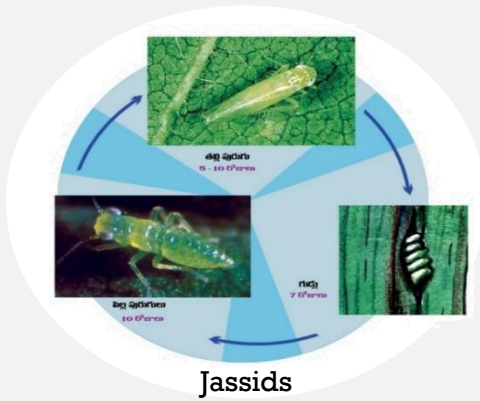 తల్లి పురుగు
5 - 10 రోజులు
గుడ్లు
7 రోజులు
పిల్ల పురుగులు
10 రోజులు
Jassids